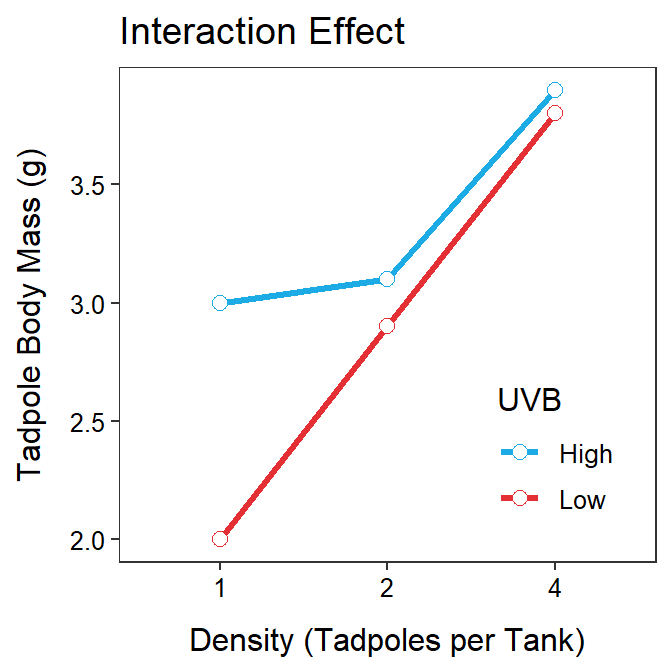 Interaction Effect
Tadpole Body Mass (g)
3.5
3.0
2.5
2.0
UVB
High
Low
1 2 4
Density (Tadpoles per Tank)